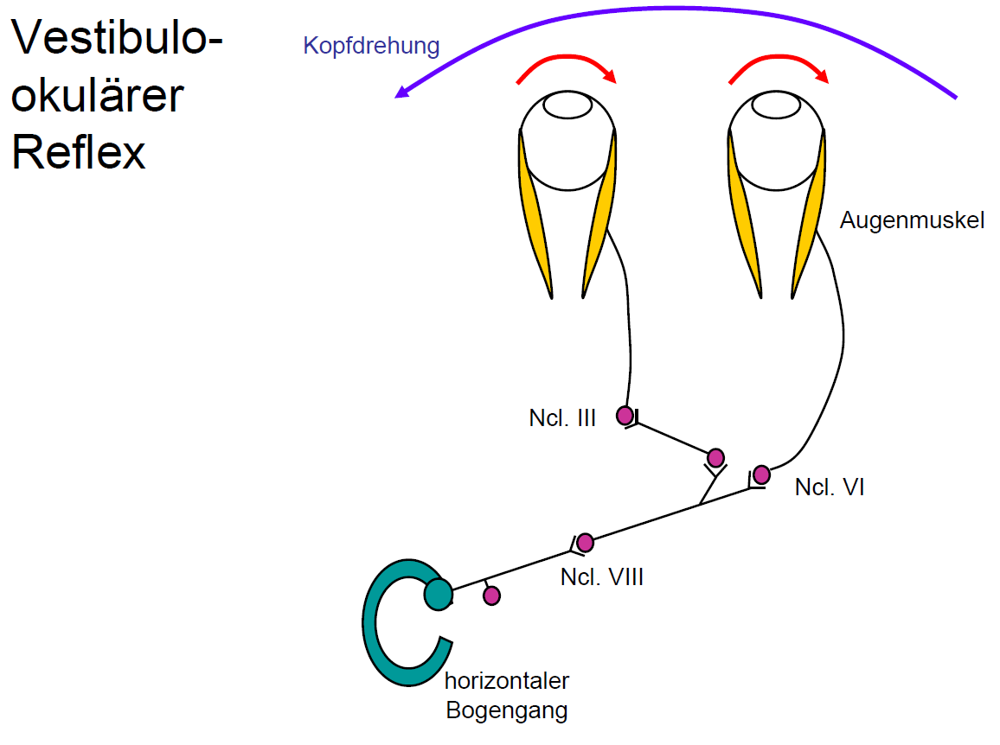 Vestibulo-
okulärer
Reflex
Kopfdrehung
Augenmuskel
Ncl. III
Ncl. VI
Ncl. VIII
horizontaler
Bogengang